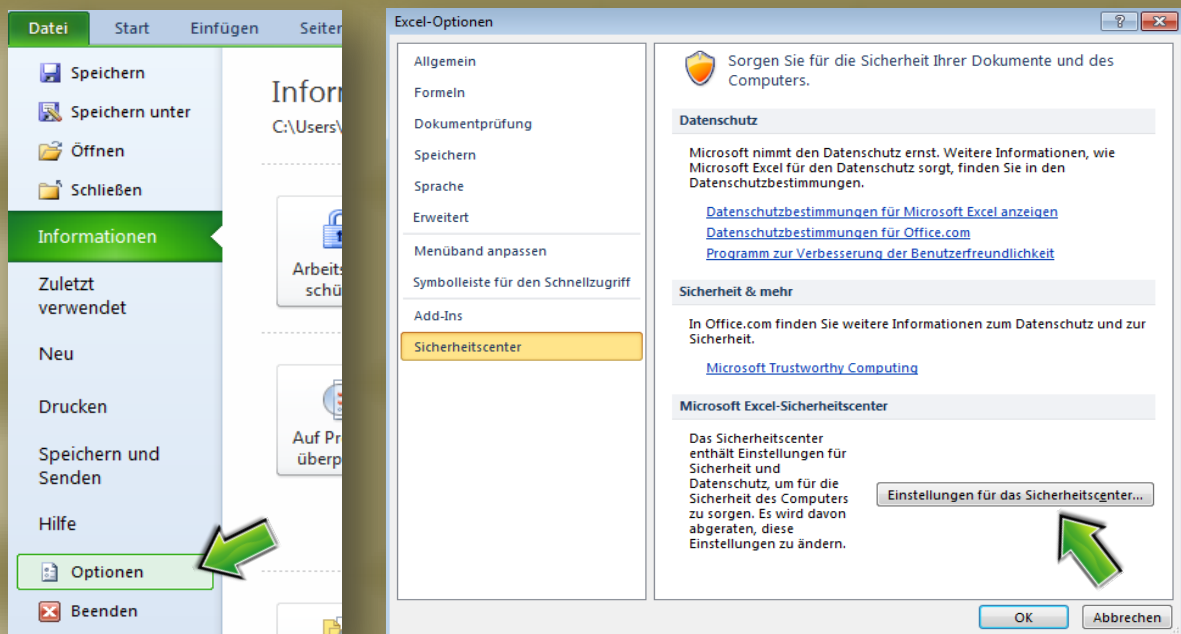 Datei Start Einfügen
Speichern
Speichern unter
Öffnen
Schließen
Informationen
Zuletzt
verwendet
Neu
Drucken
Speichern und
Senden
Hilfe
Optionen
Beenden
C:\Users\
Excel-Optionen
Allgemein
Formeln
Dokumentprüfung
Speichern
Sprache
Erweitert
Menüband anpassen
Symbolleiste für den Schnellzugriff
Add-Ins
Sicherheitscenter
Sorgen Sie für die Sicherheit Ihrer Dokumente und des
Computers.
Datenschutz
Microsoft nimmt den Datenschutz ernst. Weitere Informationen, wie
Microsoft Excel für den Datenschutz sorgt, finden Sie in den
Datenschutzbestimmungen.
Datenschutzbestimmungen für Microsoft Excel anzeigen
Datenschutzbestimmungen für Office.com
Programm zur Verbesserung der Benutzerfreundlichkeit
Sicherheit & mehr
In Office.com finden Sie weitere Informationen zum Datenschutz und zur
Sicherheit.
Microsoft Trustworthy Computing
Microsoft Excel-Sicherheitscenter
Das Sicherheitscenter
enthält Einstellungen für
Sicherheit und
Datenschutz, um für die
Sicherheit des Computers
zu sorgen. Es wird davon
abgeraten, diese
Einstellungen zu ändern.
Einstellungen für das Sicherheitscenter...
OK Abbrechen